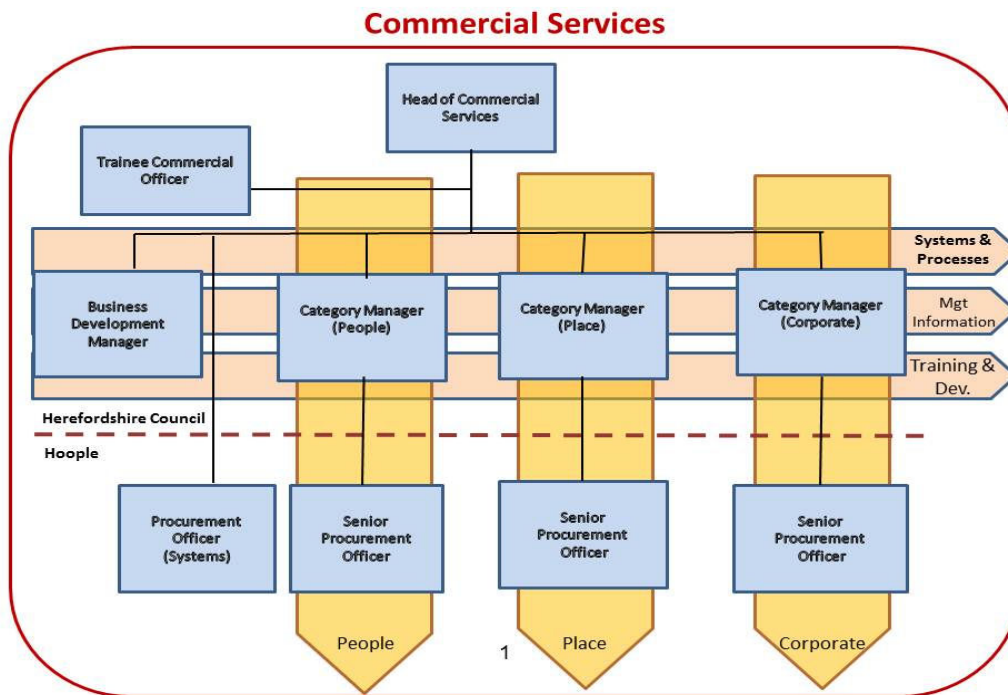 Commercial Services
Head of Commercial
Services
Trainee Commercial
Officer
Systems &
Processes
Business
Development
Manager
Category Manager
(People)
Category Manager
(Place)
Category Manager
(Corporate)
Mgt
Information
Training &
Dev.
Herefordshire Council
Hoople
Procurement
Officer
(Systems)
Senior
Procurement
Officer
Senior
Procurement
Officer
Senior
Procurement
Officer
People
1
Place
Corporate